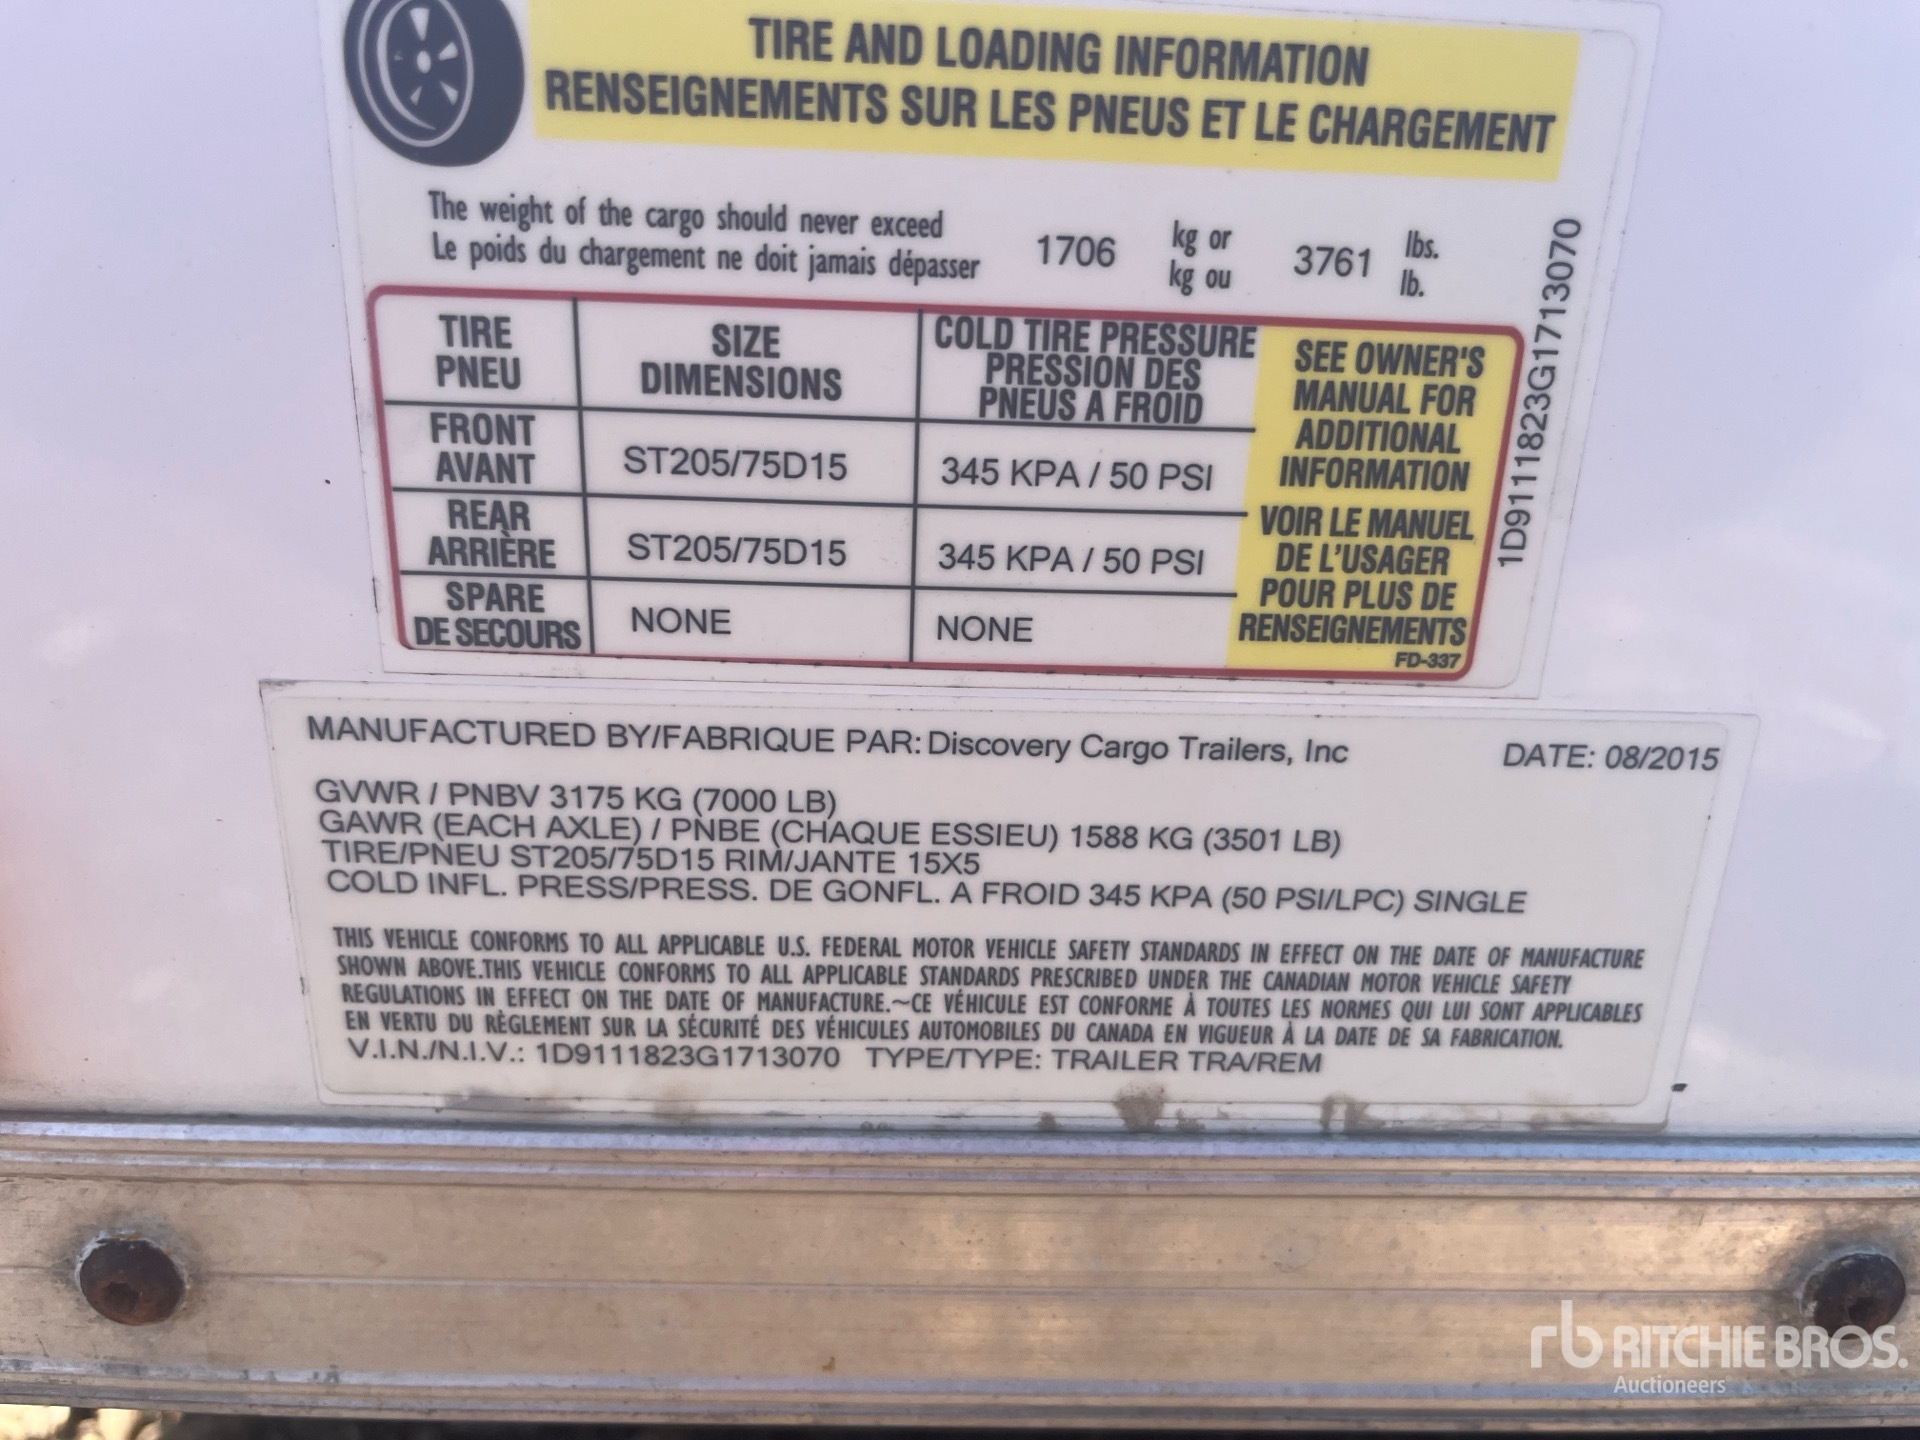 TIRE AND LOADING INFORMATION
RENSEIGNEMENTS SUR LES PNEUS ET LE CHARGEMENT
The weight of the cargo should never exceed
Le poids du chargement ne doit jamais dépasser
1706
kg or
kg ou
3761
lbs.
lb.
TIRE
PNEU
SIZE
DIMENSIONS
COLD TIRE PRESSURE
PRESSION DES
PNEUS A FROID
FRONT
AVANT
ST205/75D15
345 KPA / 50 PSI
REAR
ARRIÈRE
ST205/75D15
345 KPA / 50 PSI
SPARE
DE SECOURS
NONE
NONE
SEE OWNER'S
MANUAL FOR
ADDITIONAL
INFORMATION
VOIR LE MANUEL
DE L'USAGER
POUR PLUS DE
RENSEIGNEMENTS
FD-337
1D9111823G1713070
MANUFACTURED BY/FABRIQUE PAR: Discovery Cargo Trailers, Inc DATE: 08/2015
GVWR / PNBV 3175 KG (7000 LB)
GAWR (EACH AXLE) / PNBE (CHAQUE ESSIEU) 1588 KG (3501 LB)
TIRE/PNEU ST205/75D15 RIM/JANTE 15X5
COLD INFL. PRESS/PRESS. DE GONFL. A FROID 345 KPA (50 PSI/LPC) SINGLE
THIS VEHICLE CONFORMS TO ALL APPLICABLE U.S. FEDERAL MOTOR VEHICLE SAFETY STANDARDS IN EFFECT ON THE DATE OF MANUFACTURE
SHOWN ABOVE.THIS VEHICLE CONFORMS TO ALL APPLICABLE STANDARDS PRESCRIBED UNDER THE CANADIAN MOTOR VEHICLE SAFETY
REGULATIONS IN EFFECT ON THE DATE OF MANUFACTURE.~CE VÉHICULE EST CONFORME À TOUTES LES NORMES QUI LUI SONT APPLICABLES
EN VERTU DU RÈGLEMENT SUR LA SÉCURITÉ DES VÉHICULES AUTOMOBILES DU CANADA EN VIGUEUR À LA DATE DE SA FABRICATION.
V.I.N./N.I.V.: 1D9111823G1713070 TYPE/TYPE: TRAILER TRA/REM
rb RITCHIE BROS.
Auctioneers